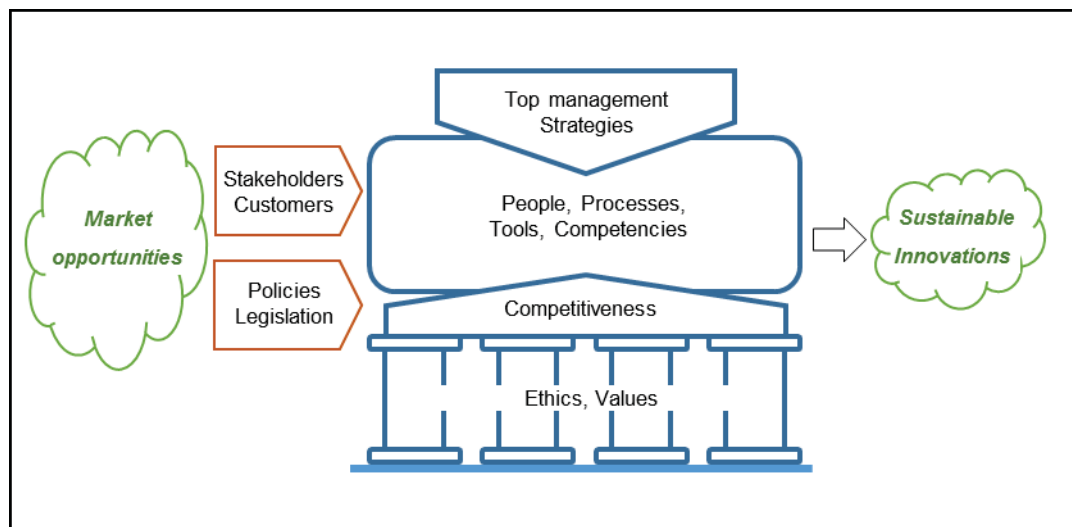 Top management
Strategies
Stakeholders
Customers
Market
opportunities
People, Processes,
Tools, Competencies
Sustainable
Innovations
Policies
Legislation
Competitiveness
Ethics, Values